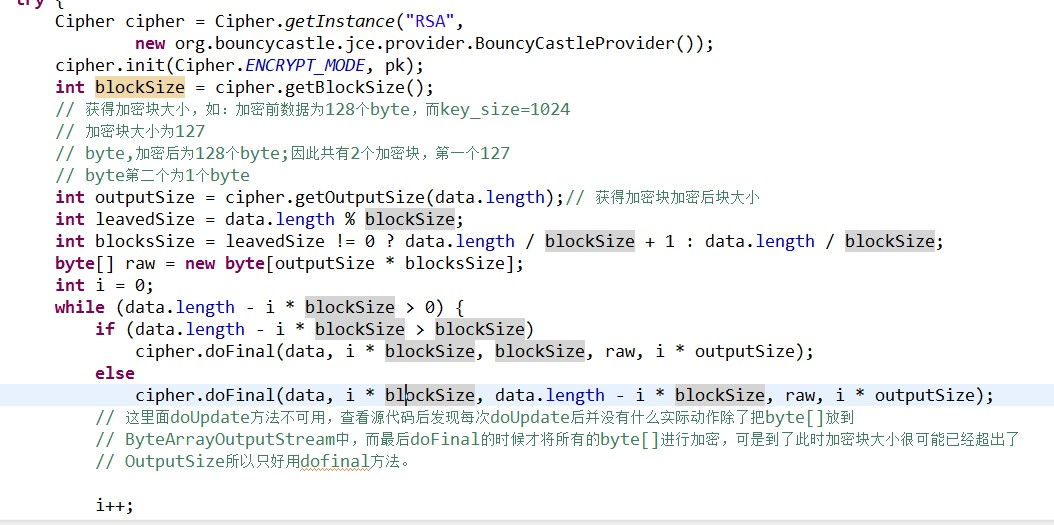 try {
Cipher cipher = Cipher.getInstance("RSA",
new org.bouncycastle.jce.provider.BouncyCastleProvider());
cipher.init(Cipher.ENCRYPT_MODE, pk);
int blockSize = cipher.getBlockSize();
// 获得加密块大小，如：加密前数据为128个byte，而key_size=1024
// 加密块大小为127
// byte,加密后为128个byte;因此共有2个加密块，第一个127
// byte第二个为1个byte
int outputSize = cipher.getOutputSize(data.length);// 获得加密块加密后块大小
int leavedSize = data.length % blockSize;
int blocksSize = leavedSize != 0 ? data.length / blockSize + 1 : data.length / blockSize;
byte[] raw = new byte[outputSize * blocksSize];
int i = 0;
while (data.length - i * blockSize > 0) {
if (data.length - i * blockSize > blockSize)
cipher.doFinal(data, i * blockSize, blockSize, raw, i * outputSize);
else
cipher.doFinal(data, i * blockSize, data.length - i * blockSize, raw, i * outputSize);
// 这里面doUpdate方法不可用，查看源代码后发现每次doUpdate后并没有什么实际动作除了把byte[]放到
// ByteArrayOutputStream中，而最后doFinal的时候才将所有的byte[]进行加密，可是到了此时加密块大小很可能已经超出了
// OutputSize所以只好用dofinal方法。
i++;